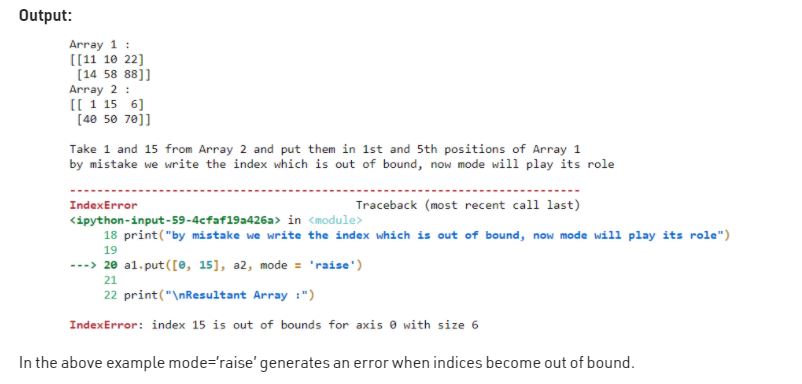 Output:
Array 1 :
[[11 10 22]
 [14 58 88]]
Array 2 :
[[ 1 15  6]
 [40 50 70]]
Take 1 and 15 from Array 2 and put them in 1st and 5th positions of Array 1
by mistake we write the index which is out of bound, now mode will play its role
---------------------------------------------------------------------------
IndexError                                Traceback (most recent call last)
<ipython-input-59-4cfaf19a426a> in <module>
     18 print("by mistake we write the index which is out of bound, now mode will play its role")
     19
---> 20 a1.put([0, 15], a2, mode = 'raise')
     21
     22 print("\nResultant Array :")
IndexError: index 15 is out of bounds for axis 0 with size 6
In the above example mode='raise' generates an error when indices become out of bound.